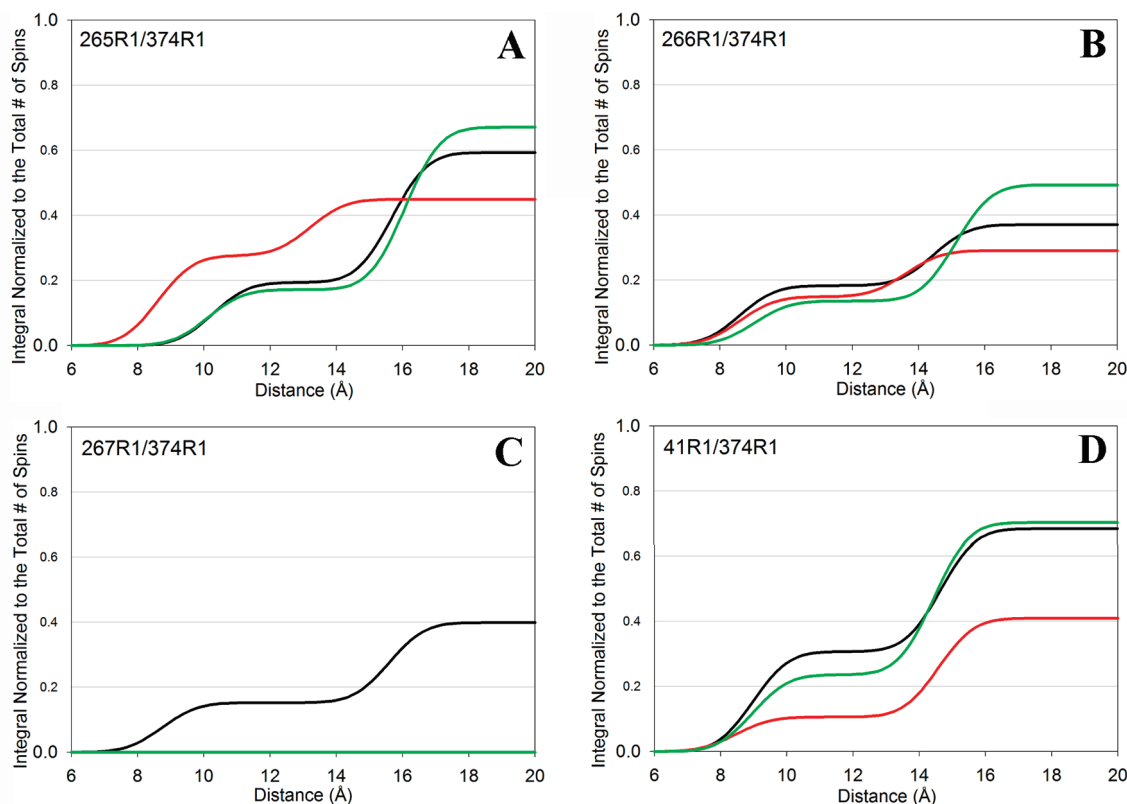 265R1/374R1
A
1.0
0.8
0.6
0.4
0.2
0.0
6 8 10 12 14 16 18 20
Distance (Å)
Integral Normalized to the Total # of Spins
266R1/374R1
B
1.0
0.8
0.6
0.4
0.2
0.0
6 8 10 12 14 16 18 20
Distance (Å)
Integral Normalized to the Total # of Spins
267R1/374R1
C
1.0
0.8
0.6
0.4
0.2
0.0
6 8 10 12 14 16 18 20
Distance (Å)
Integral Normalized to the Total # of Spins
41R1/374R1
D
1.0
0.8
0.6
0.4
0.2
0.0
6 8 10 12 14 16 18 20
Distance (Å)
Integral Normalized to the Total # of Spins